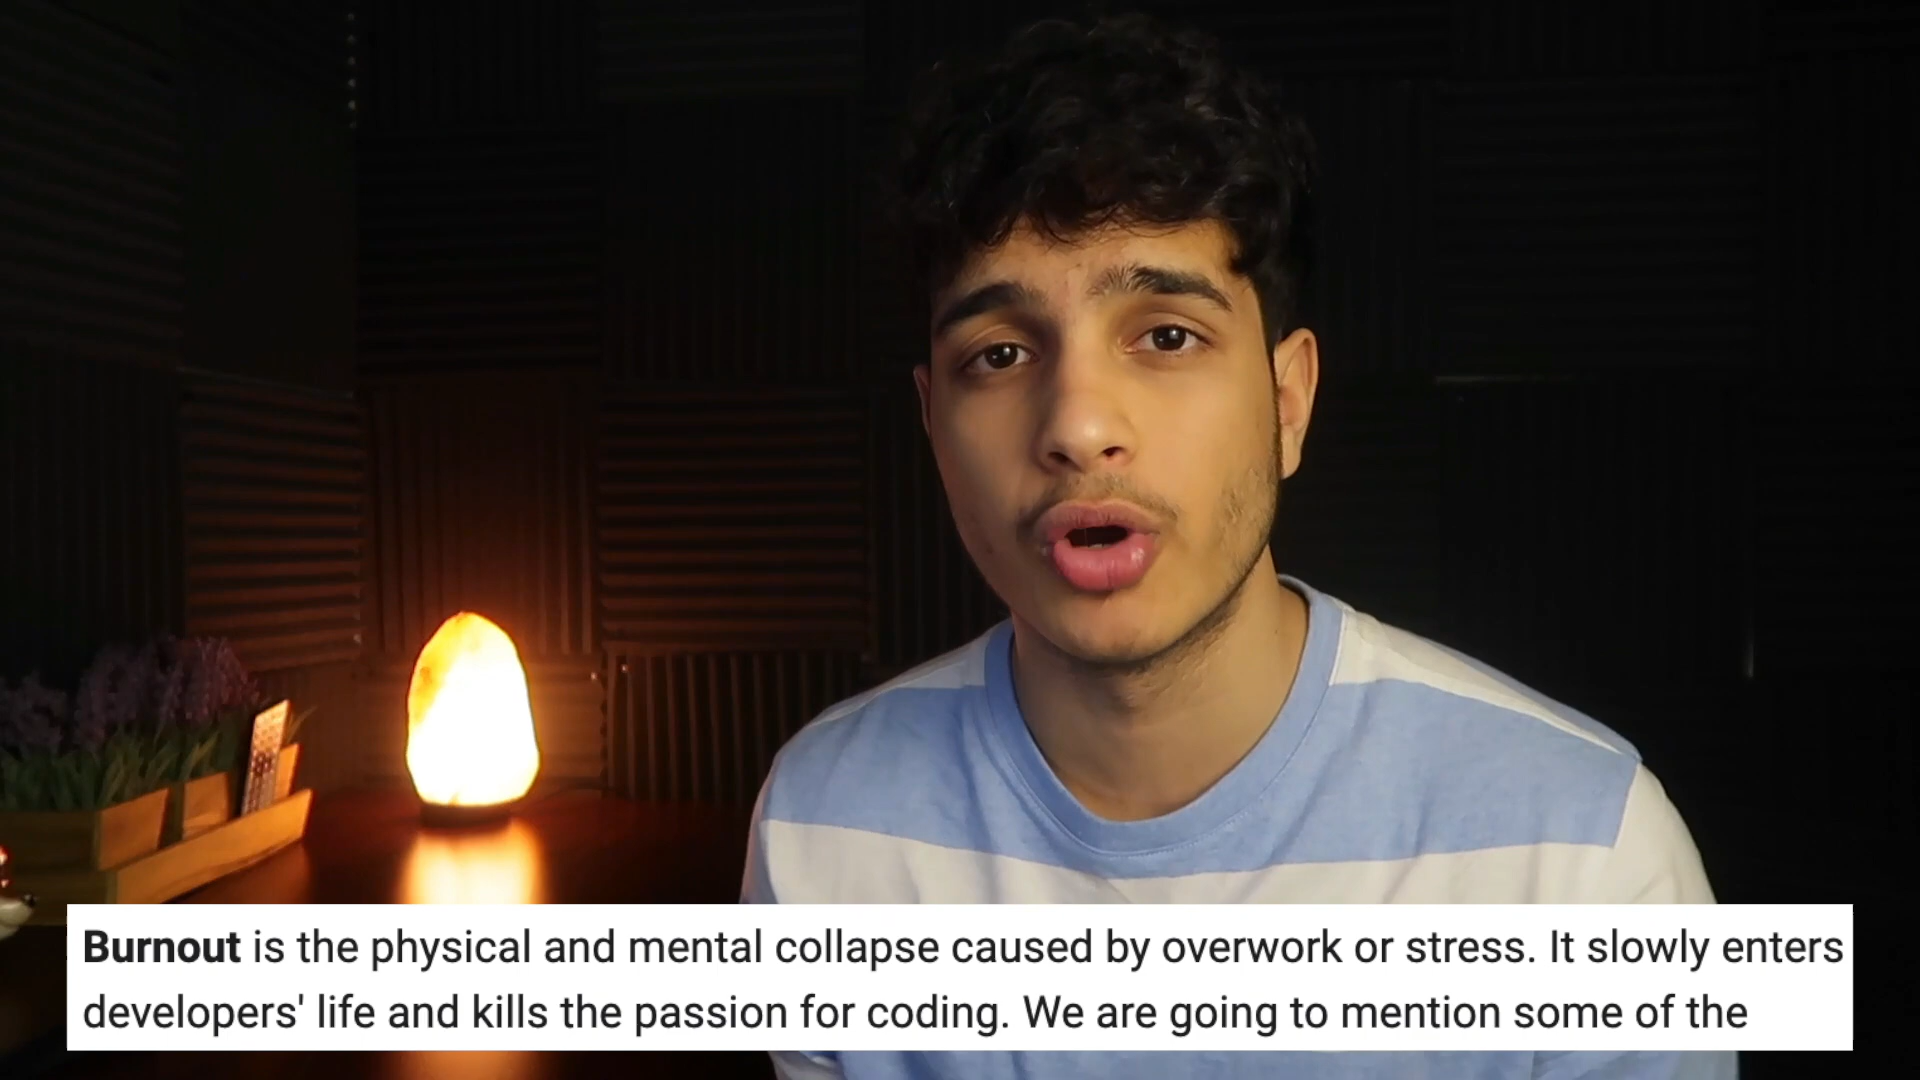 Burnout is the physical and mental collapse caused by overwork or stress. It slowly enters
developers' life and kills the passion for coding. We are going to mention some of the